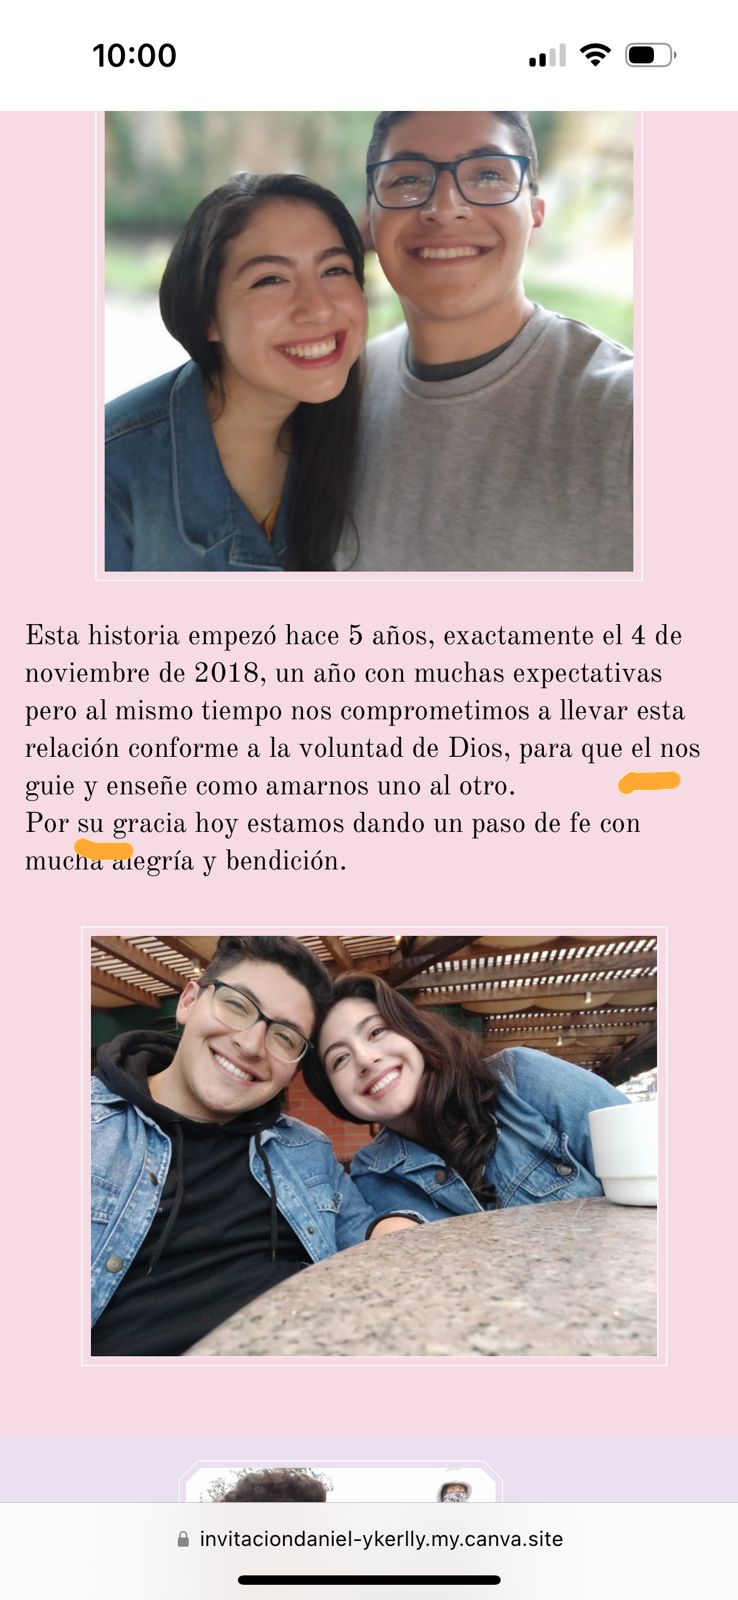 10:00
Esta historia empezó hace 5 años, exactamente el 4 de
noviembre de 2018, un año con muchas expectativas
pero al mismo tiempo nos comprometimos a llevar esta
relación conforme a la voluntad de Dios, para que el nos
guie y enseñe como amarnos uno al otro.
Por su gracia hoy estamos dando un paso de fe con
mucha alegría y bendición.
invitaciondaniel-ykerlly.my.canva.site